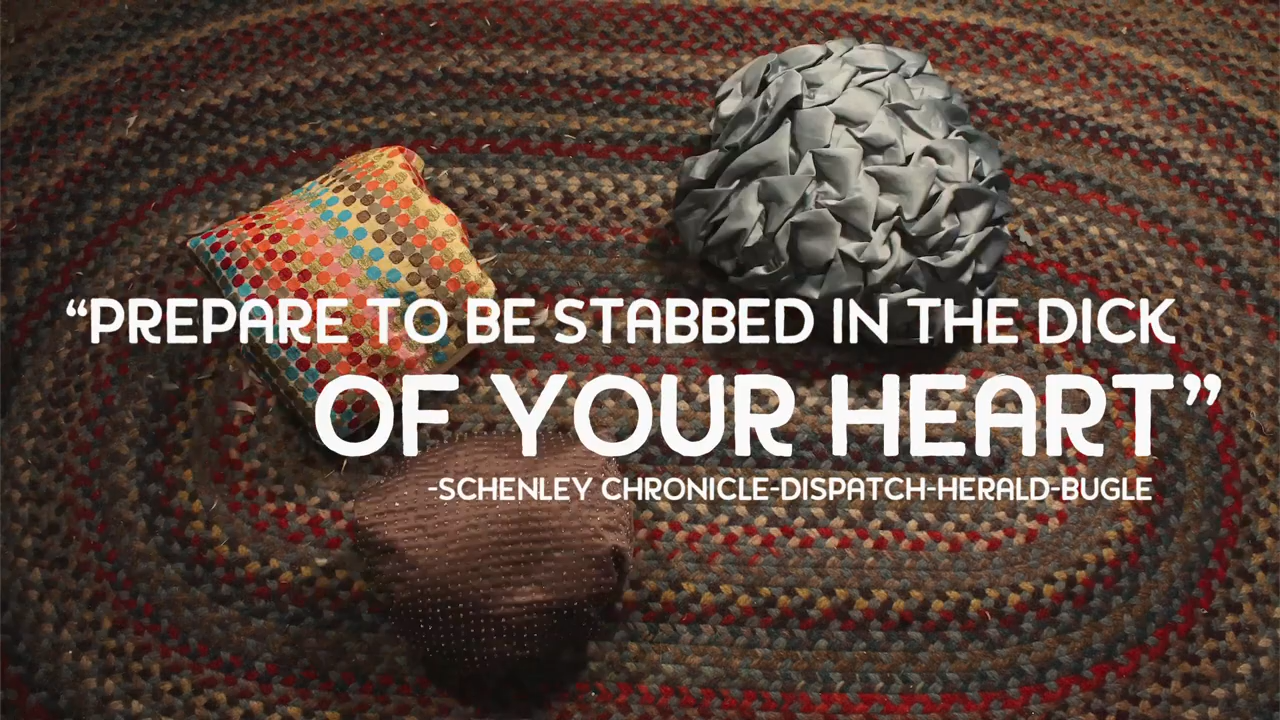 “PREPARE TO BE STABBED IN THE DICK
OF YOUR HEART”
-SCHENLEY CHRONICLE-DISPATCH-HERALD-BUGLE